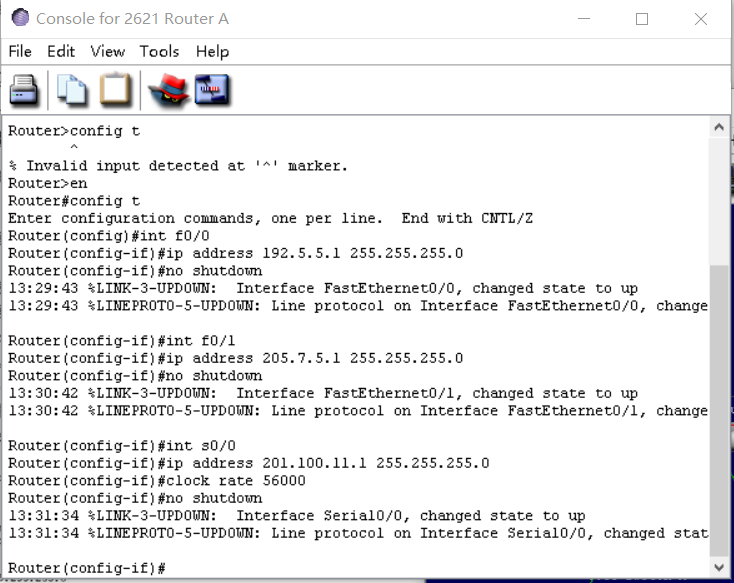 Console for 2621 Router A
File Edit View Tools Help
Router>config t
^
% Invalid input detected at '^' marker.
Router>en
Router#config t
Enter configuration commands, one per line.  End with CNTL/Z
Router(config)#int f0/0
Router(config-if)#ip address 192.5.5.1 255.255.255.0
Router(config-if)#no shutdown
13:29:43 %LINK-3-UPDOWN:  Interface FastEthernet0/0, changed state to up
13:29:43 %LINEPROTO-5-UPDOWN: Line protocol on Interface FastEthernet0/0, change
Router(config-if)#int f0/1
Router(config-if)#ip address 205.7.5.1 255.255.255.0
Router(config-if)#no shutdown
13:30:42 %LINK-3-UPDOWN:  Interface FastEthernet0/1, changed state to up
13:30:42 %LINEPROTO-5-UPDOWN: Line protocol on Interface FastEthernet0/1, change
Router(config-if)#int s0/0
Router(config-if)#ip address 201.100.11.1 255.255.255.0
Router(config-if)#clock rate 56000
Router(config-if)#no shutdown
13:31:34 %LINK-3-UPDOWN:  Interface Serial0/0, changed state to up
13:31:34 %LINEPROTO-5-UPDOWN: Line protocol on Interface Serial0/0, changed stat
Router(config-if)#